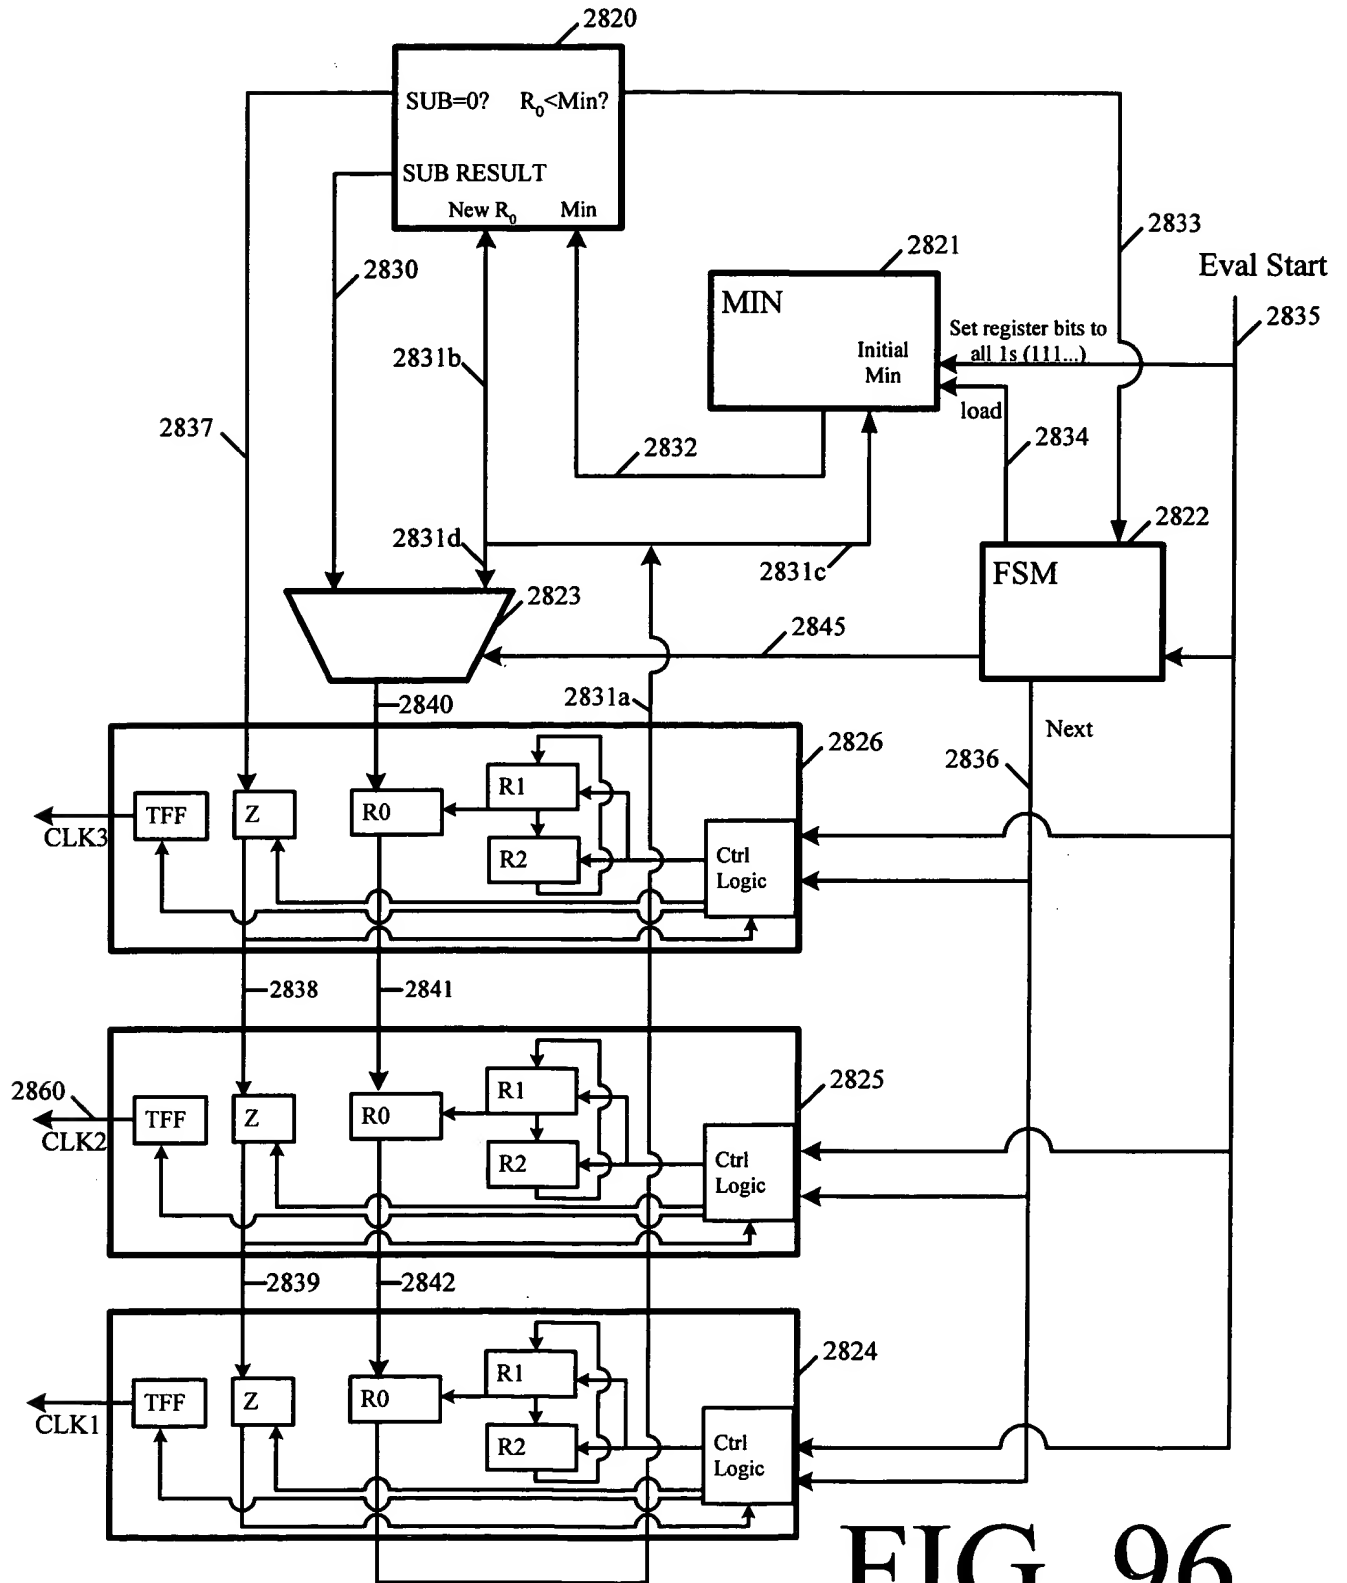 2820
SUB=0? R0<Min?
SUB RESULT
New R0 Min
2833
2821
Eval Start
2830
MIN
2835
Set register bits to
all 1s (111...)
Initial
Min
2831b
load
2837
2832
2834
2831d
2831c
2822
FSM
2823
2845
2840
2831a
Next
2826
2836
R1
TFF
Z
R0
CLK3
R2
Ctrl
Logic
2838
2841
2860
R1
2825
TFF
Z
R0
CLK2
R2
Ctrl
Logic
2839
2842
2824
R1
TFF
Z
R0
CLK1
R2
Ctrl
Logic
FIG. 96